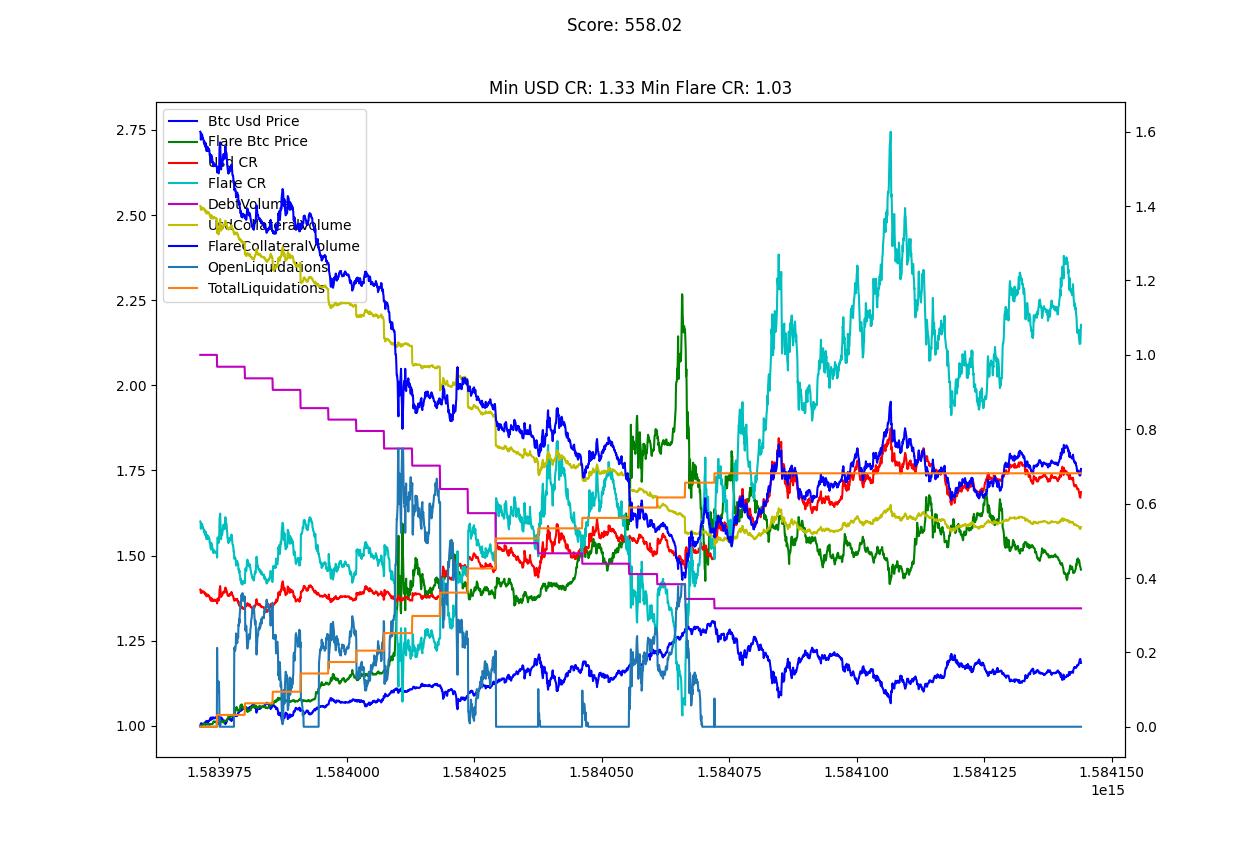 Score: 558.02
Min USD CR: 1.33 Min Flare CR: 1.03
Btc Usd Price
Flare Btc Price
Usd CR
Flare CR
DebtVolume
UsdCollateralVolume
FlareCollateralVolume
OpenLiquidations
TotalLiquidations
2.75
2.50
2.25
2.00
1.75
1.50
1.25
1.00
1.6
1.4
1.2
1.0
0.8
0.6
0.4
0.2
0.0
1.583975 1.584000 1.584025 1.584050 1.584075 1.584100 1.584125 1.584150
1e15